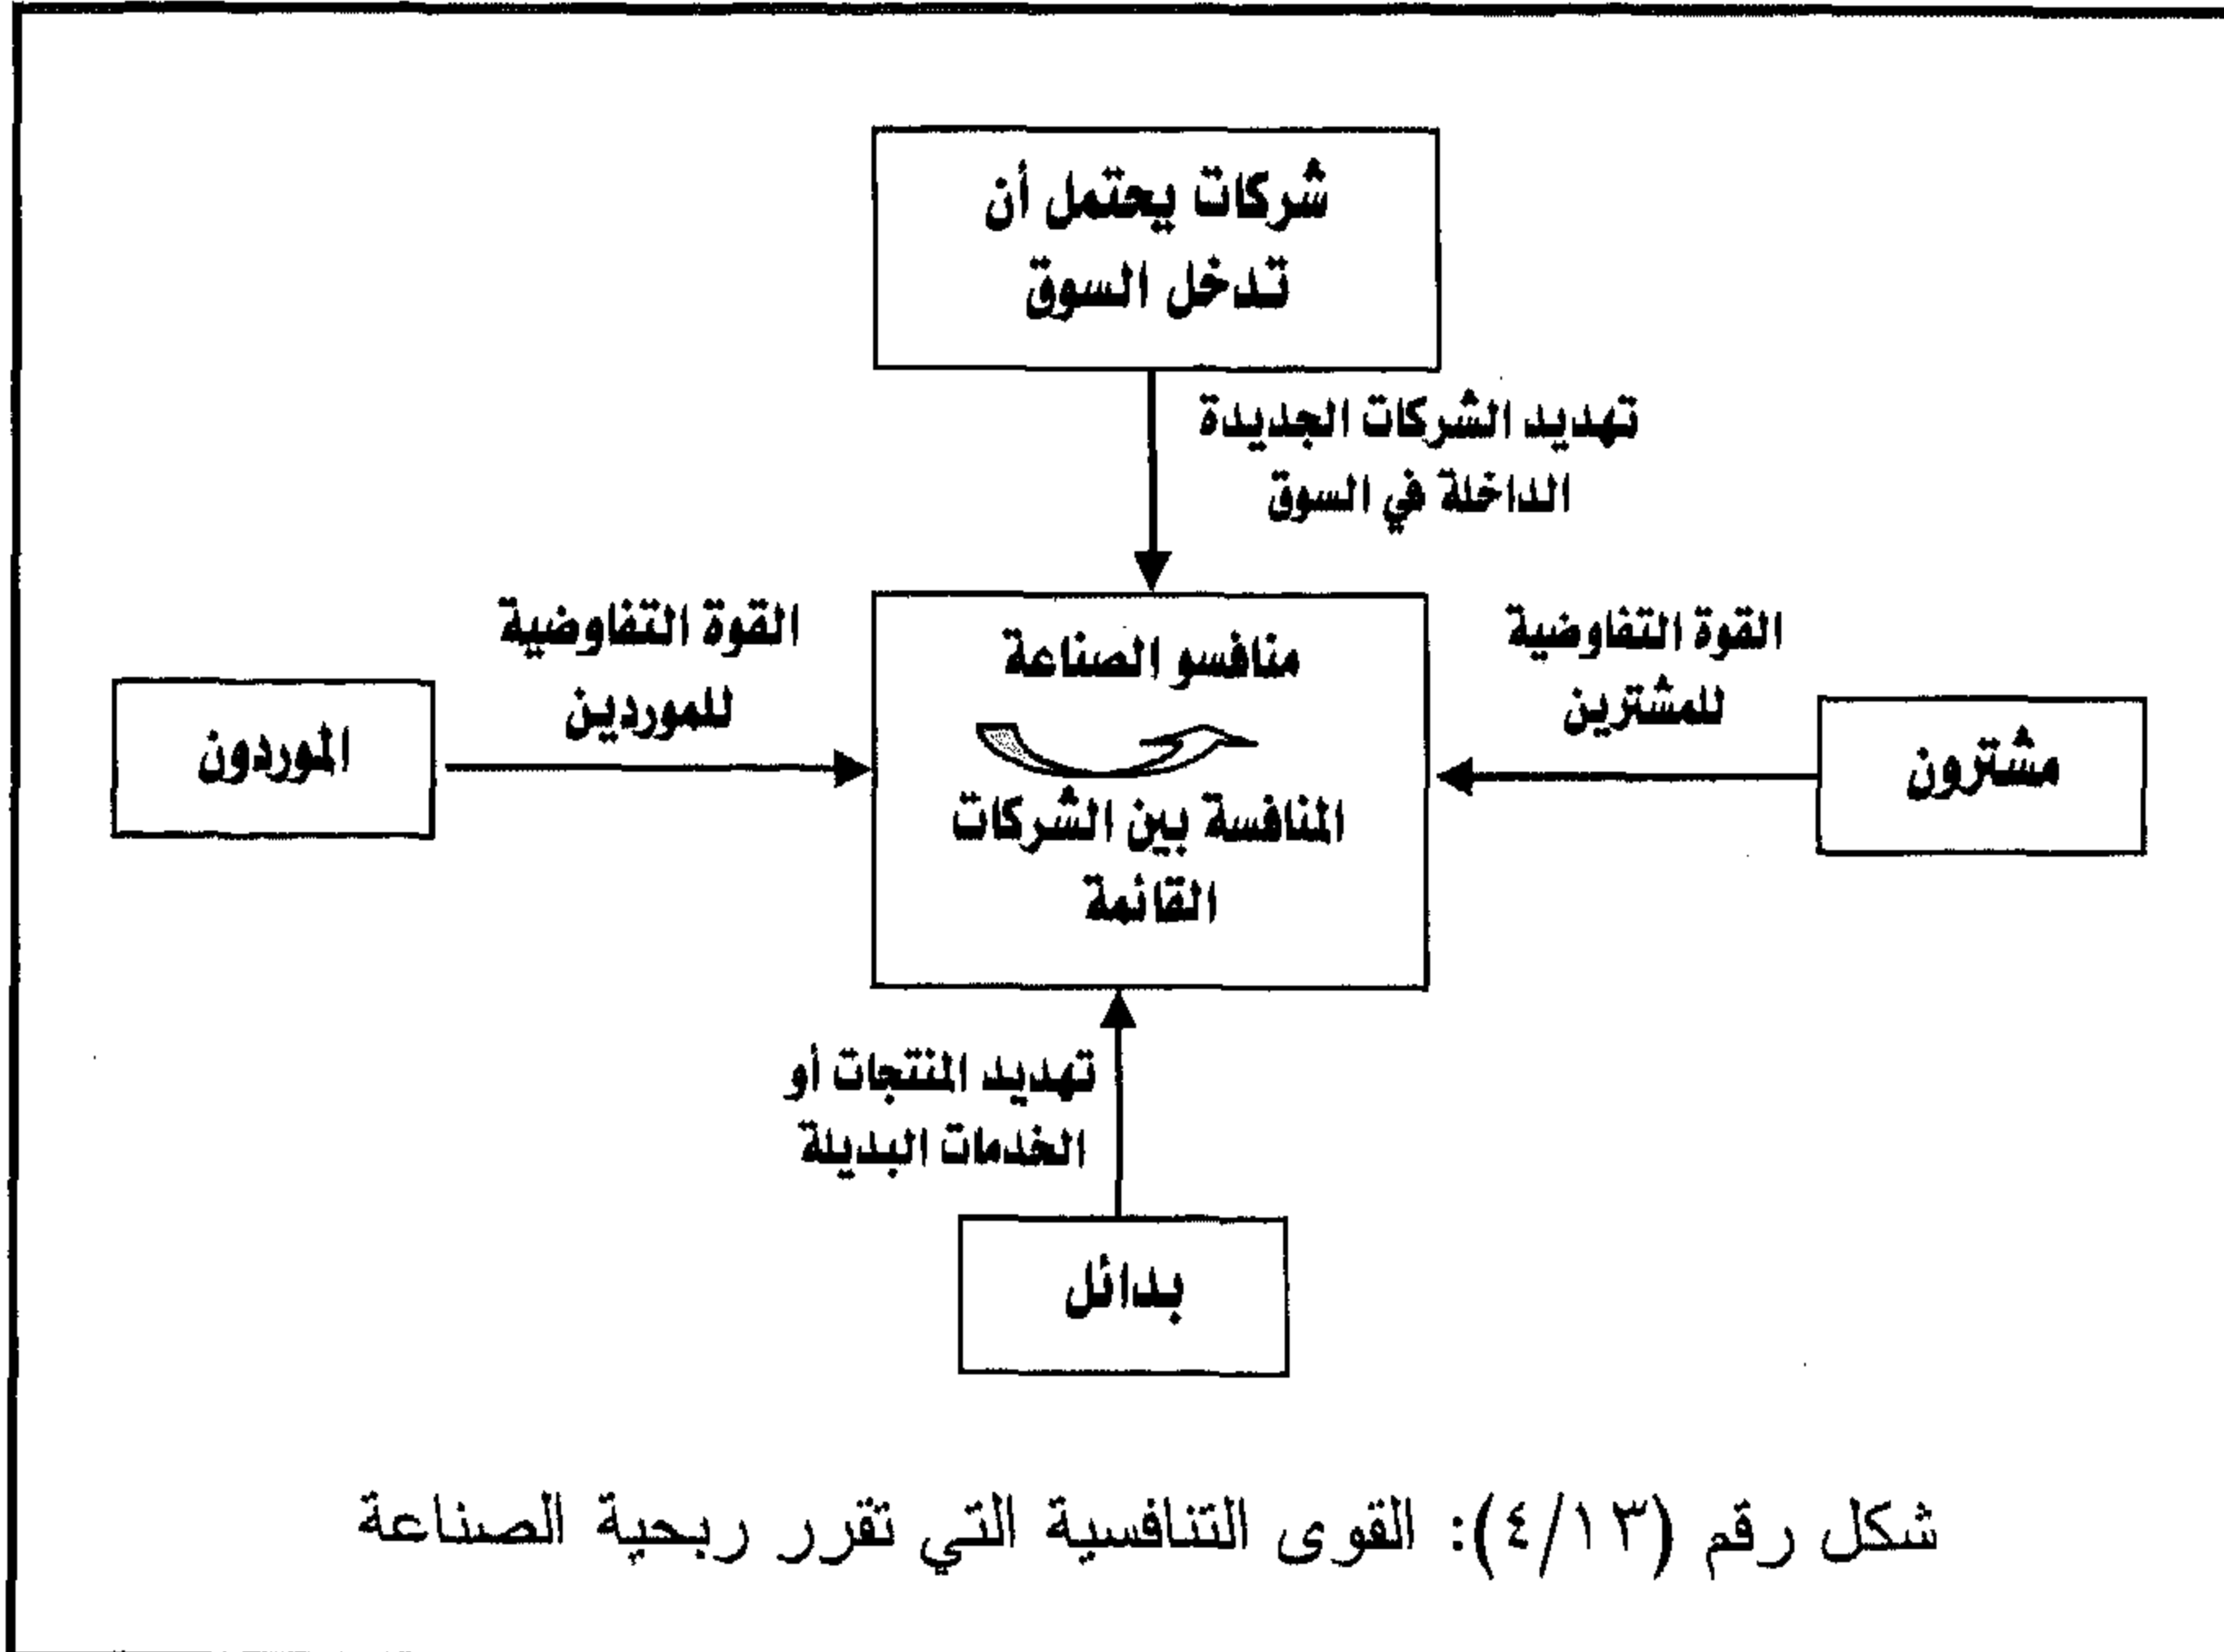 شركات يحتمل أن
تدخل السوق
تهديد الشركات الجديدة
الداخلة في السوق
القوة التفاوضية
للمشترين
مشترون
منافسو الصناعة
المنافسة بين الشركات
القائمة
القوة التفاوضية
للموردين
الموردون
تهديد المنتجات أو
الخدمات البديلة
بدائل
شكل رقم (٤/١٣): القوى التنافسية التي تقرر ربحية الصناعة